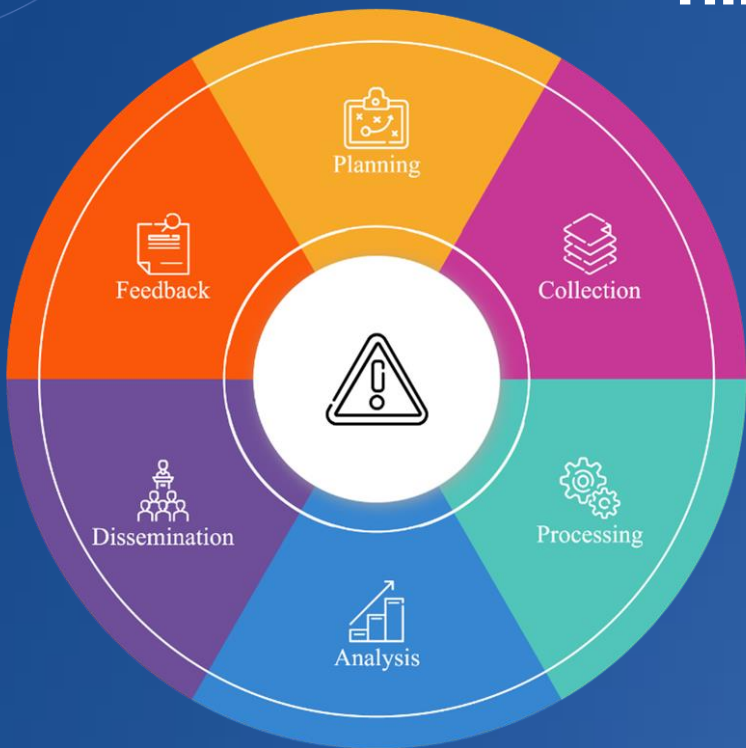 Planning
Collection
Processing
Analysis
Dissemination
Feedback